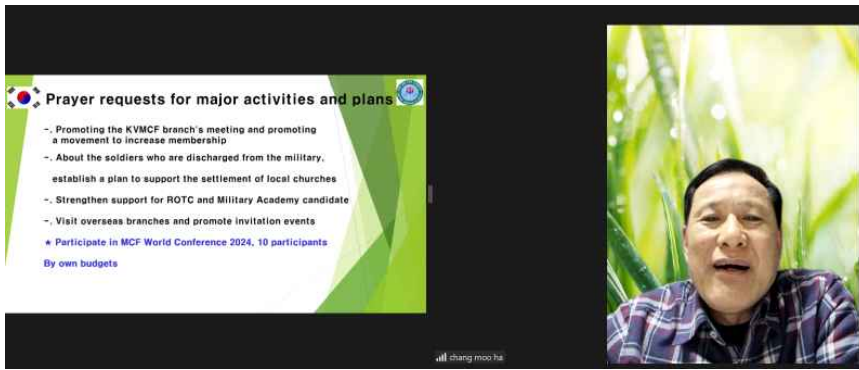 Prayer requests for major activities and plans
-. Promoting the KVMCF branch's meeting and promoting
a movement to increase membership
-. About the soldiers who are discharged from the military,
establish a plan to support the settlement of local churches
-. Strengthen support for ROTC and Military Academy candidate
-. Visit overseas branches and promote invitation events
★ Participate in MCF World Conference 2024, 10 participants
By own budgets
chang moo ha